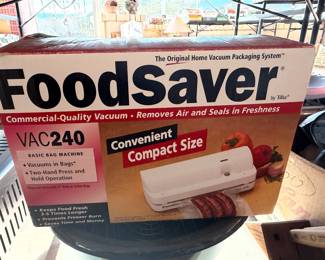 The Original Home Vacuum Packaging System™
FoodSaver®
by Tilia®
Commercial-Quality Vacuum • Removes Air and Seals in Freshness
VAC240
BASIC BAG MACHINE
• Vacuums in Bags*
• Two-Hand Press and
Hold Operation
Convenient
Compact Size
• Keeps Food Fresh
3-5 Times Longer
• Prevents Freezer Burn
• Saves Time and Money